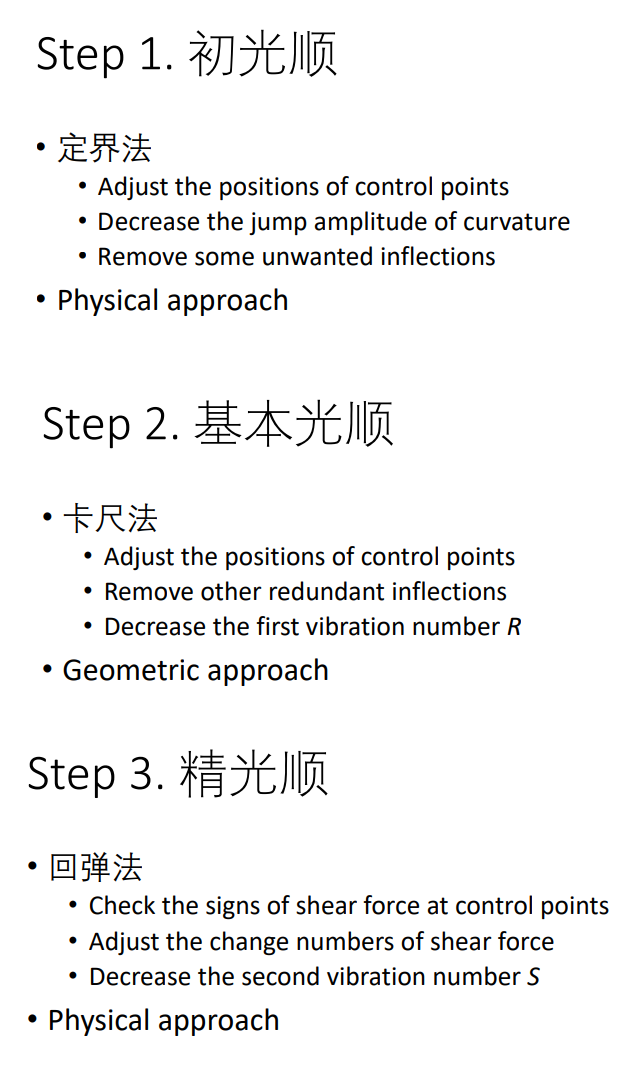 Step 1. 初光顺
• 定界法
• Adjust the positions of control points
• Decrease the jump amplitude of curvature
• Remove some unwanted inflections
• Physical approach
Step 2. 基本光顺
• 卡尺法
• Adjust the positions of control points
• Remove other redundant inflections
• Decrease the first vibration number R
• Geometric approach
Step 3. 精光顺
• 回弹法
• Check the signs of shear force at control points
• Adjust the change numbers of shear force
• Decrease the second vibration number S
• Physical approach